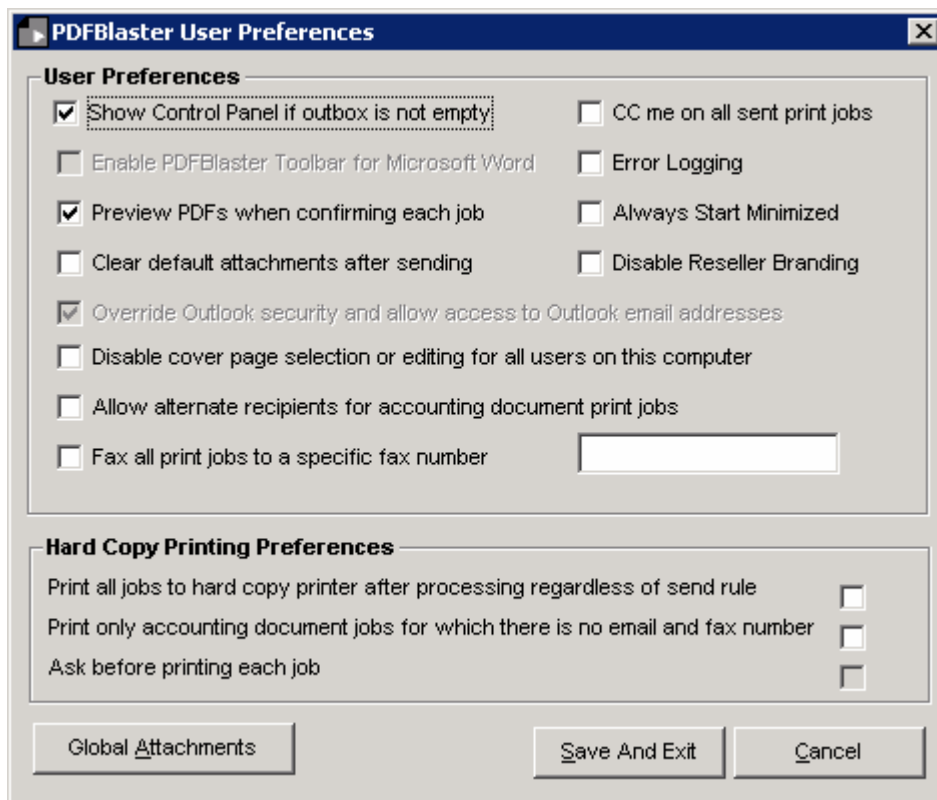 PDFBlaster User Preferences
User Preferences
Show Control Panel if outbox is not empty
CC me on all sent print jobs
Enable PDFBlaster Toolbar for Microsoft Word
Error Logging
Preview PDFs when confirming each job
Always Start Minimized
Clear default attachments after sending
Disable Reseller Branding
Override Outlook security and allow access to Outlook email addresses
Disable cover page selection or editing for all users on this computer
Allow alternate recipients for accounting document print jobs
Fax all print jobs to a specific fax number
Hard Copy Printing Preferences
Print all jobs to hard copy printer after processing regardless of send rule
Print only accounting document jobs for which there is no email and fax number
Ask before printing each job
Global Attachments
Save And Exit
Cancel